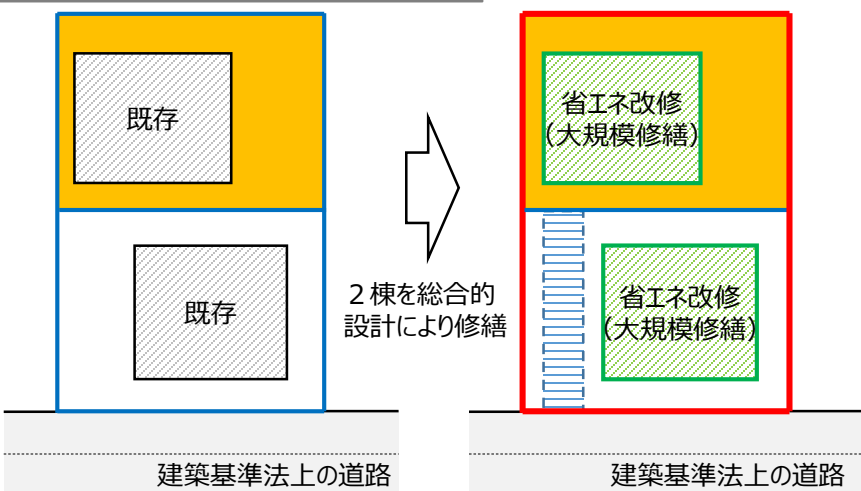 既存
既存
建築基準法上の道路
2棟を総合的
設計により修繕
省エネ改修
(大規模修繕)
省エネ改修
(大規模修繕)
建築基準法上の道路